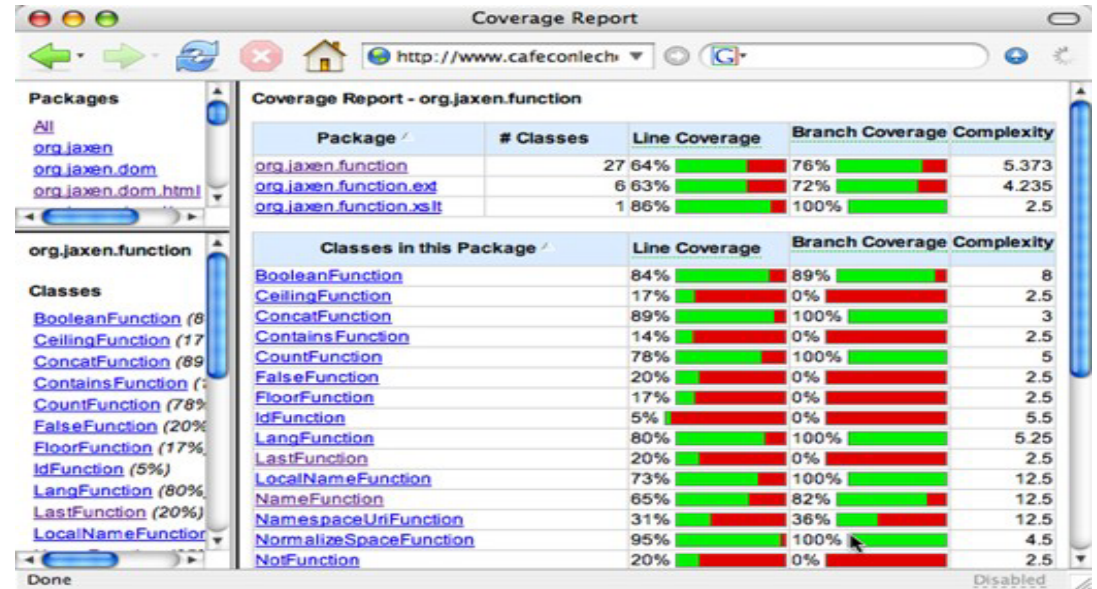 Coverage Report
http://www.cafeconlech
G
Packages
All
org.jaxen
org.jaxen.dom
org.jaxen.dom.html
org.jaxen.function
Classes
BooleanFunction (8
CeilingFunction (17
ConcatFunction (89
ContainsFunction (
CountFunction (78%
FalseFunction (20%
FloorFunction (17%
IdFunction (5%)
LangFunction (80%
LastFunction (20%)
LocalNameFunction
Coverage Report - org.jaxen.function
Package # Classes Line Coverage Branch Coverage Complexity
org.jaxen.function 27 64% 76% 5.373
org.jaxen.function.ext 6 63% 72% 4.235
org.jaxen.function.xslt 1 86% 100% 2.5
Classes in this Package Line Coverage Branch Coverage Complexity
BooleanFunction 84% 89% 8
CeilingFunction 17% 0% 2.5
ConcatFunction 89% 100% 3
ContainsFunction 14% 0% 2.5
CountFunction 78% 100% 5
FalseFunction 20% 0% 2.5
FloorFunction 17% 0% 2.5
IdFunction 5% 0% 5.5
LangFunction 80% 100% 5.25
LastFunction 20% 0% 2.5
LocalNameFunction 73% 100% 12.5
NameFunction 65% 82% 12.5
NamespaceUriFunction 31% 36% 12.5
NormalizeSpaceFunction 95% 100% 4.5
NotFunction 20% 0% 2.5
Done
Disabled